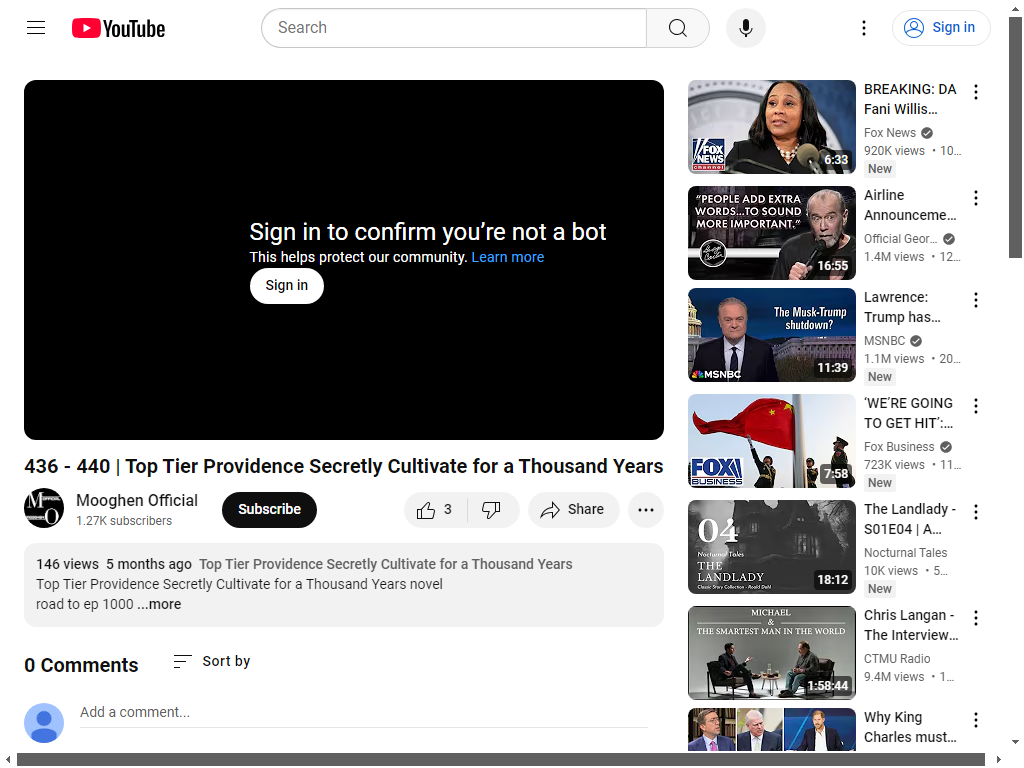 YouTube
Search
Sign in
Sign in to confirm you’re not a bot
This helps protect our community. Learn more
Sign in
436 - 440 | Top Tier Providence Secretly Cultivate for a Thousand Years
Mooghen Official
1.27K subscribers
Subscribe
3
Share
146 views 5 months ago Top Tier Providence Secretly Cultivate for a Thousand Years
Top Tier Providence Secretly Cultivate for a Thousand Years novel
road to ep 1000 ...more
0 Comments
Sort by
Add a comment...
FOX
NEWS
channel
6:33
BREAKING: DA
Fani Willis…
Fox News
920K views • 10…
New
“PEOPLE ADD EXTRA
WORDS...TO SOUND
MORE IMPORTANT.”
16:55
Airline
Announceme…
Official Geor…
1.4M views • 12…
The Musk-Trump
shutdown?
MSNBC
11:39
Lawrence:
Trump has…
MSNBC
1.1M views • 20…
New
FOX
BUSINESS
7:58
‘WE’RE GOING
TO GET HIT’:…
Fox Business
723K views • 11…
New
04
Nocturnal Tales
THE
LANDLADY
Classic Story Collection - Roald Dahl
18:12
The Landlady -
S01E04 | A…
Nocturnal Tales
10K views • 5…
New
MICHAEL
&
THE SMARTEST MAN IN THE WORLD
1:58:44
Chris Langan -
The Interview…
CTMU Radio
9.4M views • 1…
Why King
Charles must…